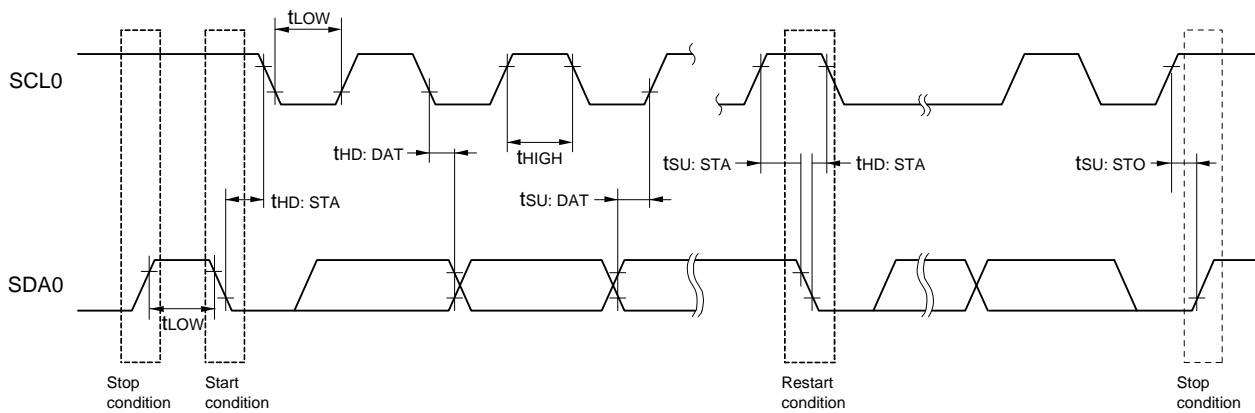 tLOW
SCL0
tHD: DAT
tHIGH
tSU: STA
tHD: STA
tSU: STO
tHD: STA
tSU: DAT
SDA0
tLOW
Stop
condition
Start
condition
Restart
condition
Stop
condition